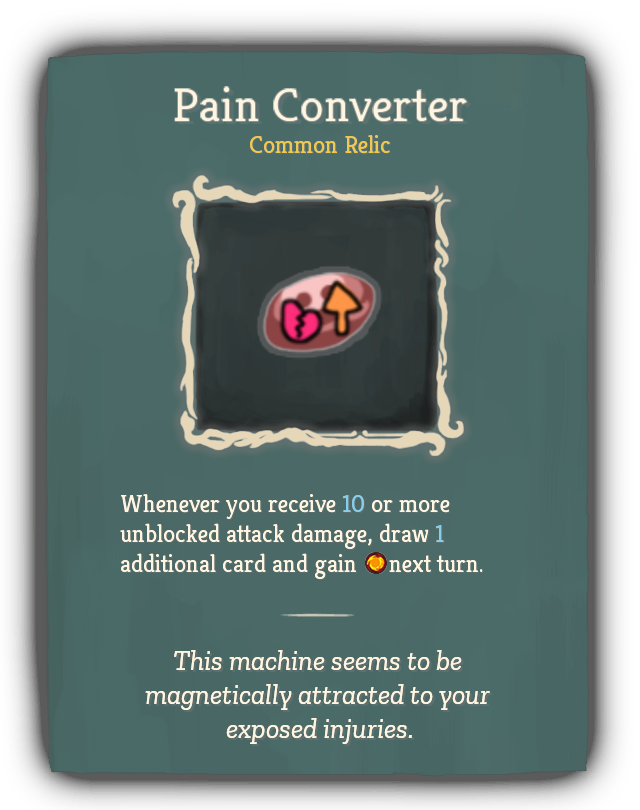 Pain Converter
Common Relic
Whenever you receive 10 or more
unblocked attack damage, draw 1
additional card and gain next turn.
This machine seems to be
magnetically attracted to your
exposed injuries.